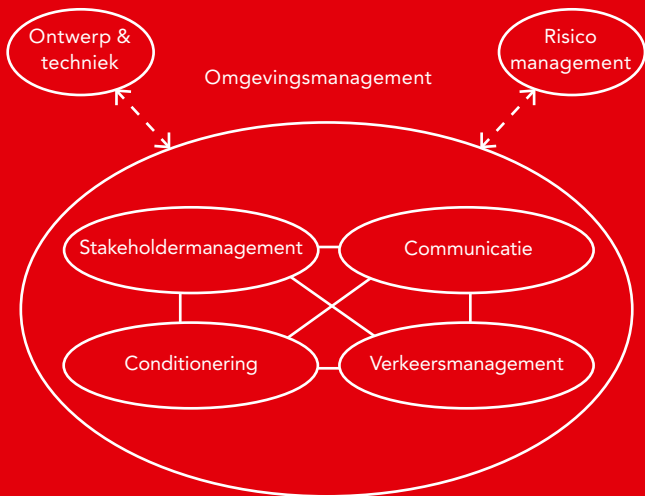 Ontwerp &
techniek
Risico
management
Omgevingsmanagement
Stakeholdermanagement
Communicatie
Conditionering
Verkeersmanagement